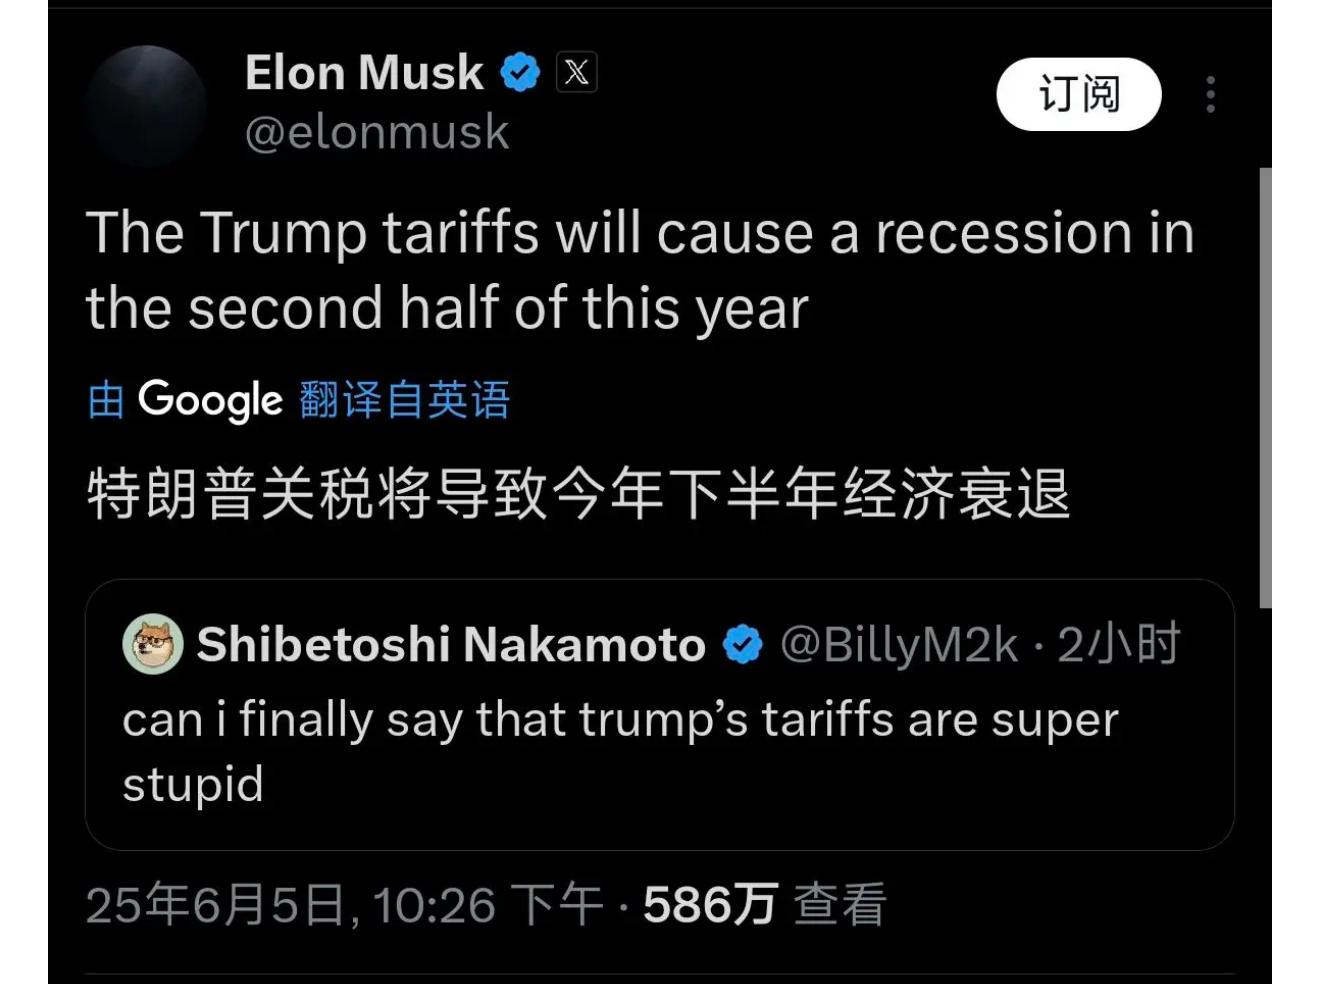 Elon Musk
订阅
@elonmusk
The Trump tariffs will cause a recession in
the second half of this year
由 Google 翻译自英语
特朗普关税将导致今年下半年经济衰退
Shibetoshi Nakamoto @BillyM2k · 2小时
can i finally say that trump’s tariffs are super
stupid
25年6月5日, 10:26 下午 · 586万 查看